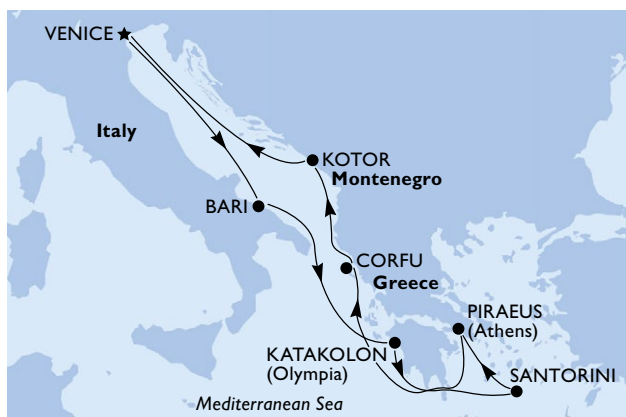 VENICE
Italy
KOTOR
Montenegro
BARI
CORFU
Greece
PIRAEUS
(Athens)
KATAKOLON
(Olympia)
SANTORINI
Mediterranean Sea